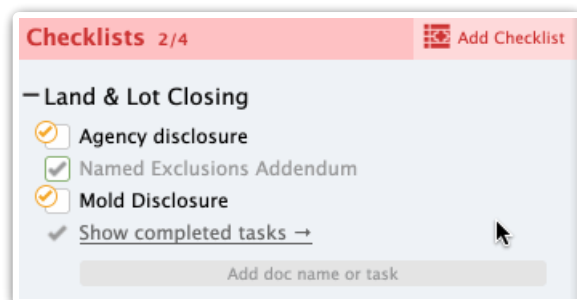 Checklists 2/4
Add Checklist
Land & Lot Closing
Agency disclosure
Named Exclusions Addendum
Mold Disclosure
Show completed tasks →
Add doc name or task